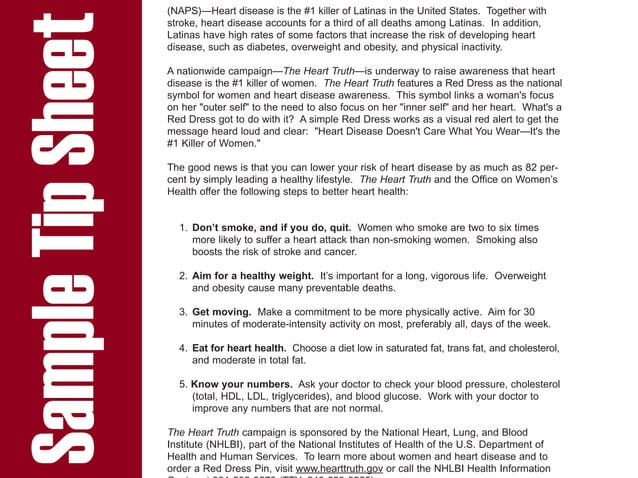 Sample Tip Sheet
(NAPS)—Heart disease is the #1 killer of Latinas in the United States. Together with
stroke, heart disease accounts for a third of all deaths among Latinas. In addition,
Latinas have high rates of some factors that increase the risk of developing heart
disease, such as diabetes, overweight and obesity, and physical inactivity.
A nationwide campaign—The Heart Truth—is underway to raise awareness that heart
disease is the #1 killer of women. The Heart Truth features a Red Dress as the national
symbol for women and heart disease awareness. This symbol links a woman's focus
on her "outer self" to the need to also focus on her "inner self" and her heart. What's a
Red Dress got to do with it? A simple Red Dress works as a visual red alert to get the
message heard loud and clear: "Heart Disease Doesn't Care What You Wear—It's the
#1 Killer of Women."
The good news is that you can lower your risk of heart disease by as much as 82 per-
cent by simply leading a healthy lifestyle. The Heart Truth and the Office on Women's
Health offer the following steps to better heart health:
1. Don't smoke, and if you do, quit. Women who smoke are two to six times
more likely to suffer a heart attack than non-smoking women. Smoking also
boosts the risk of stroke and cancer.
2. Aim for a healthy weight. It's important for a long, vigorous life. Overweight
and obesity cause many preventable deaths.
3. Get moving. Make a commitment to be more physically active. Aim for 30
minutes of moderate-intensity activity on most, preferably all, days of the week.
4. Eat for heart health. Choose a diet low in saturated fat, trans fat, and cholesterol,
and moderate in total fat.
5. Know your numbers. Ask your doctor to check your blood pressure, cholesterol
(total, HDL, LDL, triglycerides), and blood glucose. Work with your doctor to
improve any numbers that are not normal.
The Heart Truth campaign is sponsored by the National Heart, Lung, and Blood
Institute (NHLBI), part of the National Institutes of Health of the U.S. Department of
Health and Human Services. To learn more about women and heart disease and to
order a Red Dress Pin, visit www.hearttruth.gov or call the NHLBI Health Information